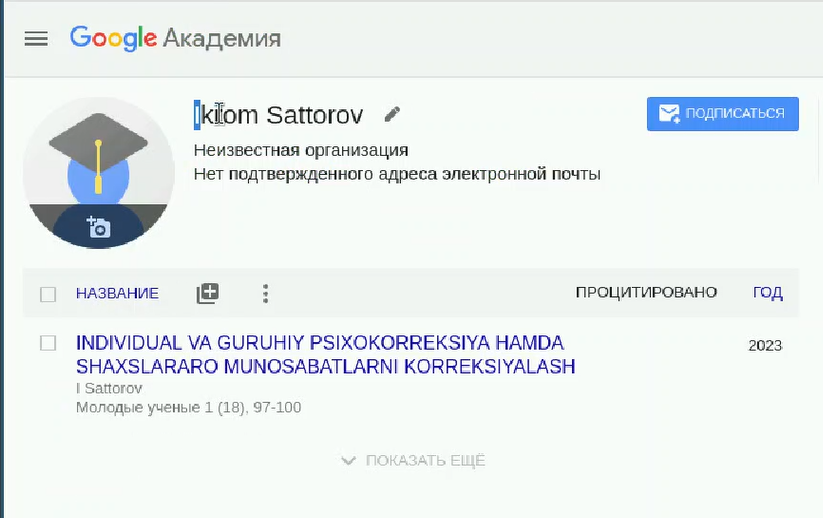 Google Академия
Ikrom Sattorov
ПОДПИСАТЬСЯ
Неизвестная организация
Нет подтвержденного адреса электронной почты
НАЗВАНИЕ
ПРОЦИТИРОВАНО
ГОД
INDIVIDUAL VA GURUHIY PSIXOKORREKSIYA HAMDA
SHAXSLARARO MUNOSABATLARNI KORREKSIYALASH
2023
I Sattorov
Молодые ученые 1 (18), 97-100
ПОКАЗАТЬ ЕЩЁ